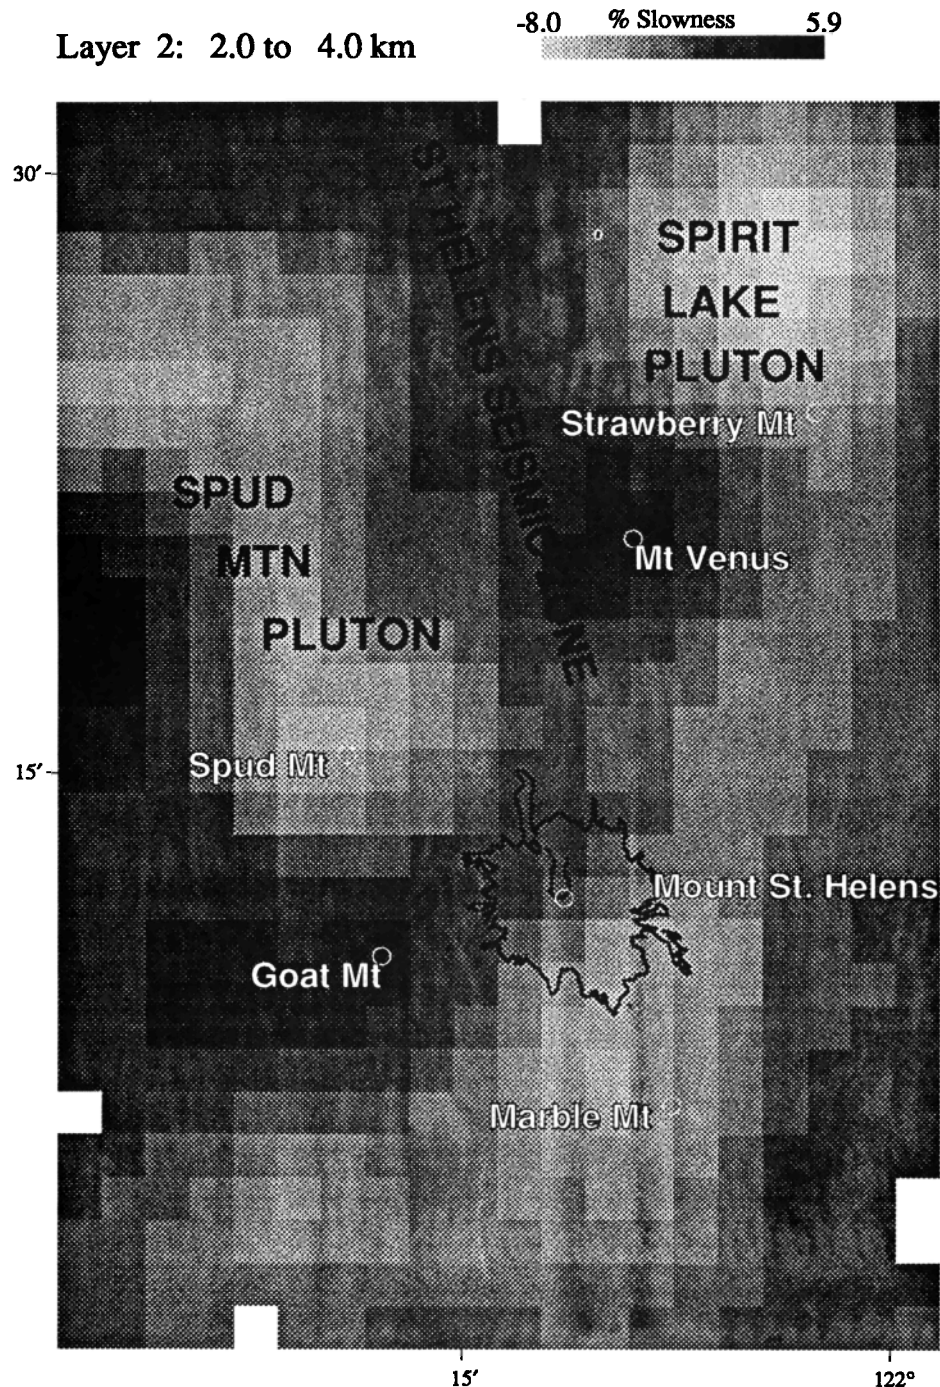 -8.0 % Slowness 5.9
Layer 2: 2.0 to 4.0 km
30′
ST HELENS SEISMIC ZONE
SPIRIT
LAKE
PLUTON
Strawberry Mt
SPUD
MTN
PLUTON
Mt Venus
Spud Mt
15′
Mount St. Helens
Goat Mt
Marble Mt
15′
122°